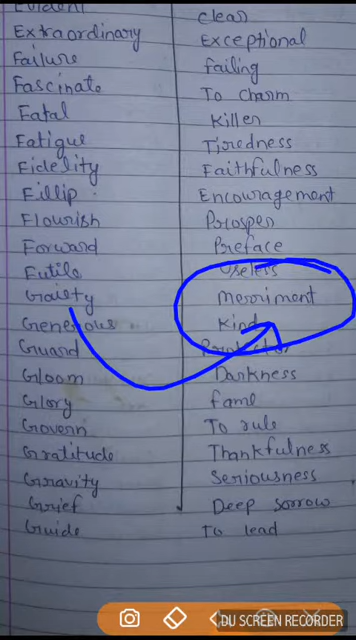 Evident Clear
Extraordinary Exceptional
Failure Failing
Fascinate To charm
Fatal Killer
Fatigue Tiredness
Fidelity Faithfulness
Fillip Encouragement
Flourish Prosper
Forward Preface
Futile Useless
Gaiety merriment
Generous Kind
Guard Protector
Gloom Darkness
Glory fame
Govern To rule
Gratitude Thankfulness
Gravity Seriousness
Grief Deep sorrow
Guide To lead
DU SCREEN RECORDER